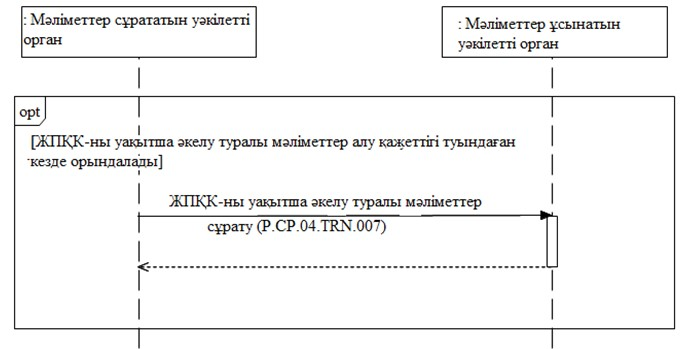 : Мәліметтер сұрататын уәкілетті
орган
: Мәліметтер ұсынатын
уәкілетті орган
opt
[ЖПҚК-ны уақытша әкелу туралы мәліметтер алу қажеттігі туындаған
кезде орындалады]
ЖПҚК-ны уақытша әкелу туралы мәліметтер
сұрату (P.CP.04.TRN.007)